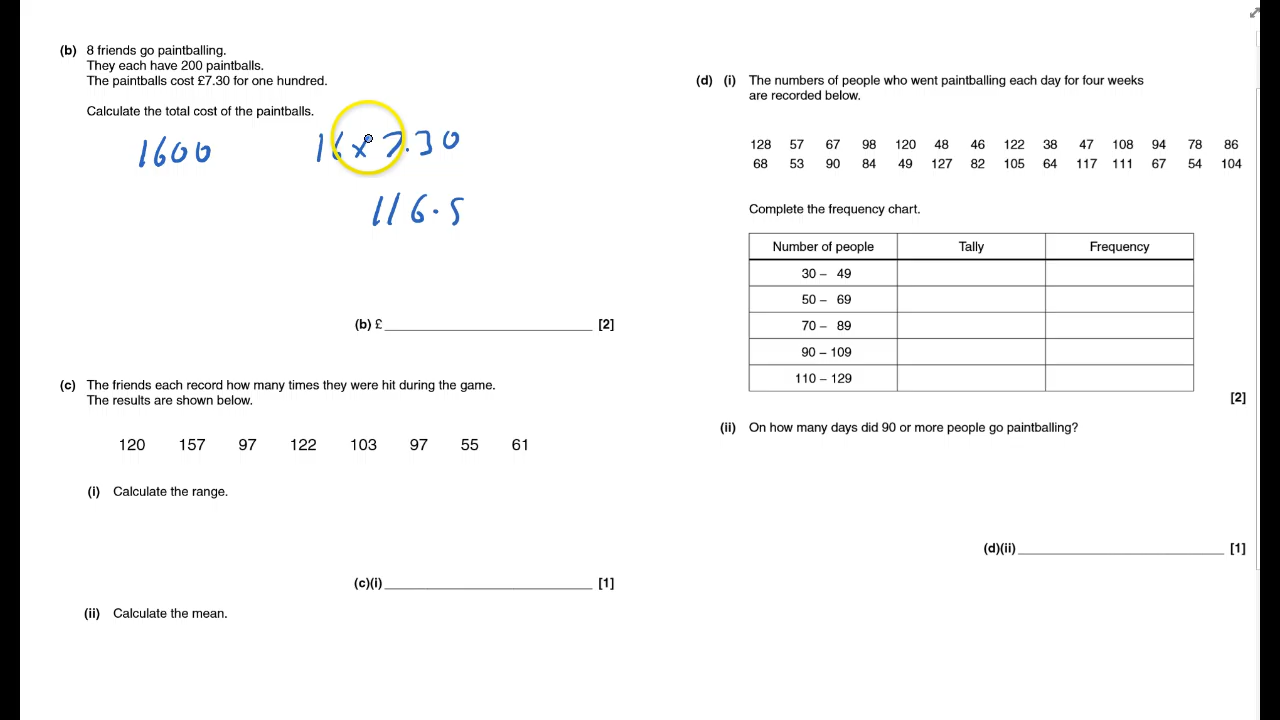 (b) 8 friends go paintballing.
They each have 200 paintballs.
The paintballs cost £7.30 for one hundred.
Calculate the total cost of the paintballs.
1600 16 x 7.30
116.5
(b) £ [2]
(c) The friends each record how many times they were hit during the game.
The results are shown below.
120 157 97 122 103 97 55 61
(i) Calculate the range.
(c)(i) [1]
(ii) Calculate the mean.
(d) (i) The numbers of people who went paintballing each day for four weeks
are recorded below.
128 57 67 98 120 48 46 122 38 47 108 94 78 86
68 53 90 84 49 127 82 105 64 117 111 67 54 104
Complete the frequency chart.
Number of people Tally Frequency
30 – 49
50 – 69
70 – 89
90 – 109
110 – 129
[2]
(ii) On how many days did 90 or more people go paintballing?
(d)(ii) [1]